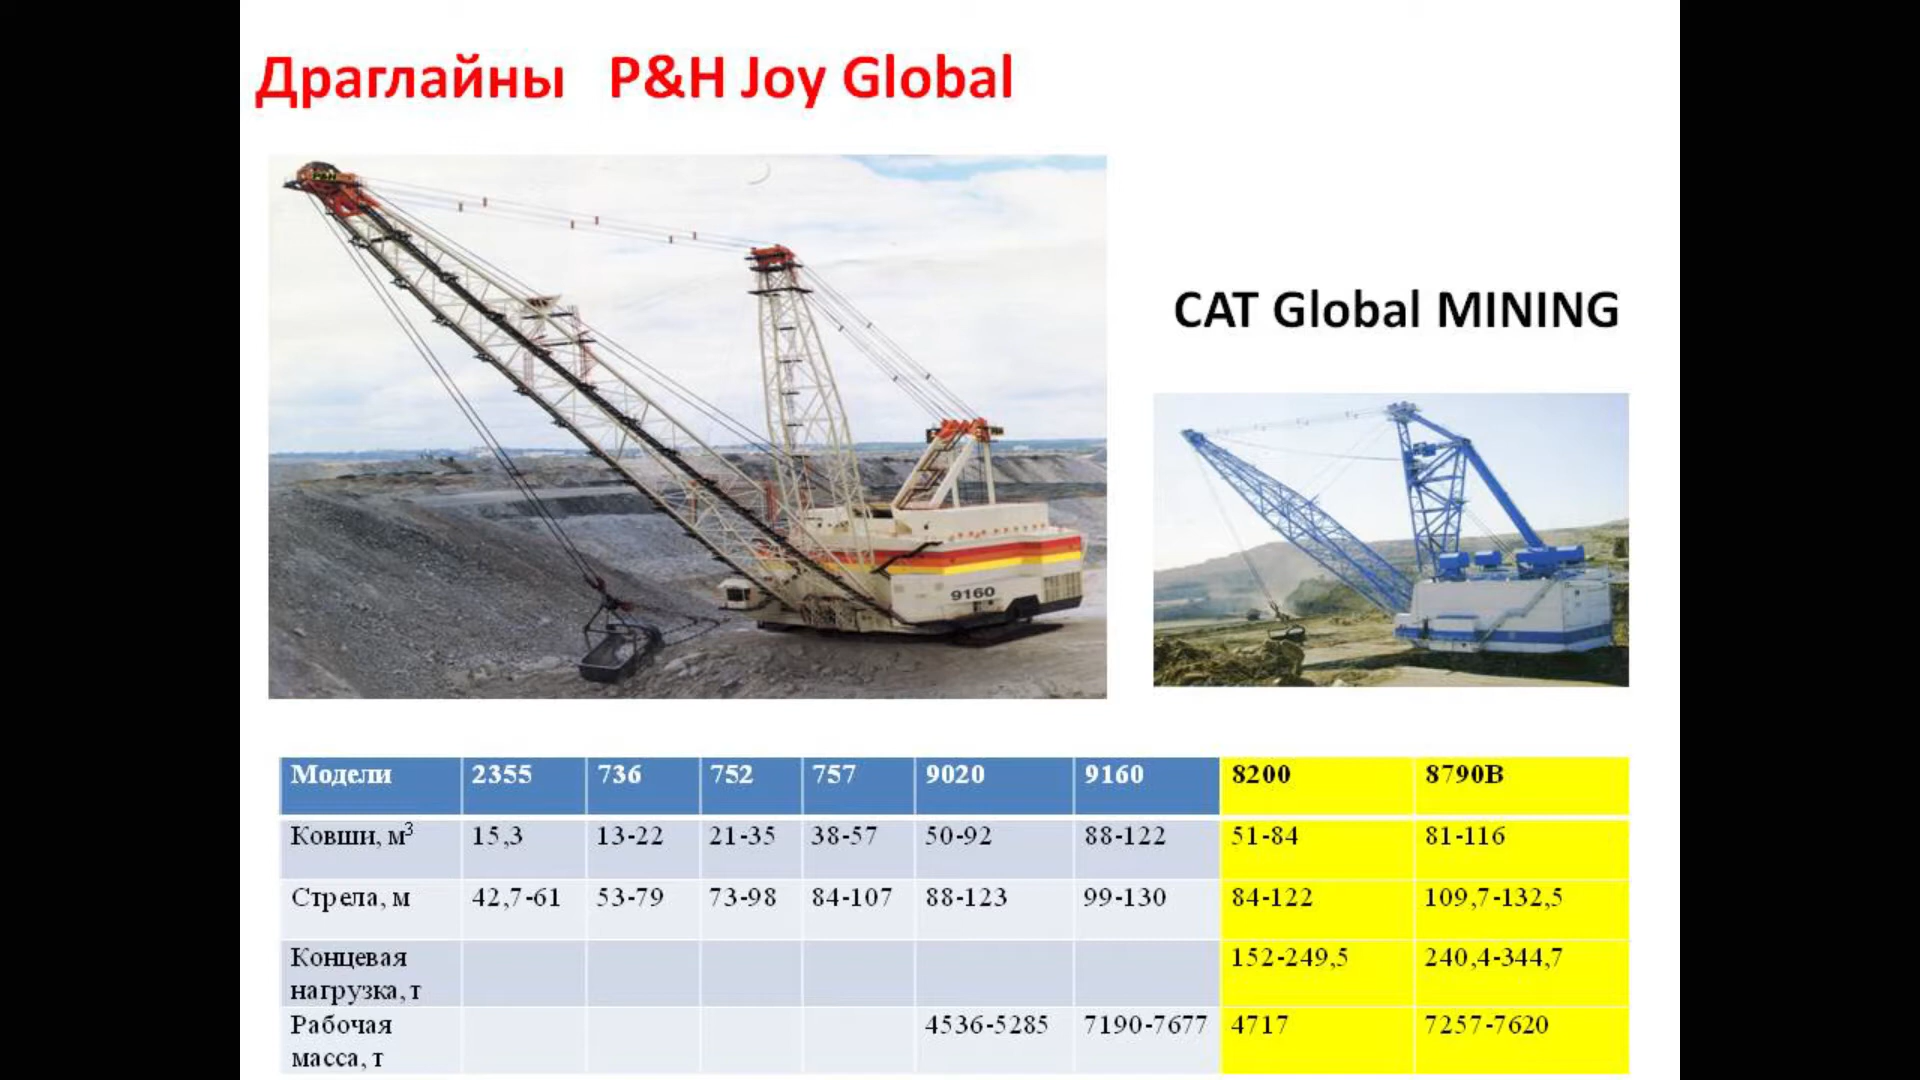 Драглайны P&H Joy Global
P&H
9160
CAT Global MINING
Модели 2355 736 752 757 9020 9160 8200 8790В
Ковши, м³ 15,3 13-22 21-35 38-57 50-92 88-122 51-84 81-116
Стрела, м 42,7-61 53-79 73-98 84-107 88-123 99-130 84-122 109,7-132,5
Концевая 152-249,5 240,4-344,7
нагрузка, т
Рабочая 4536-5285 7190-7677 4717 7257-7620
масса, т